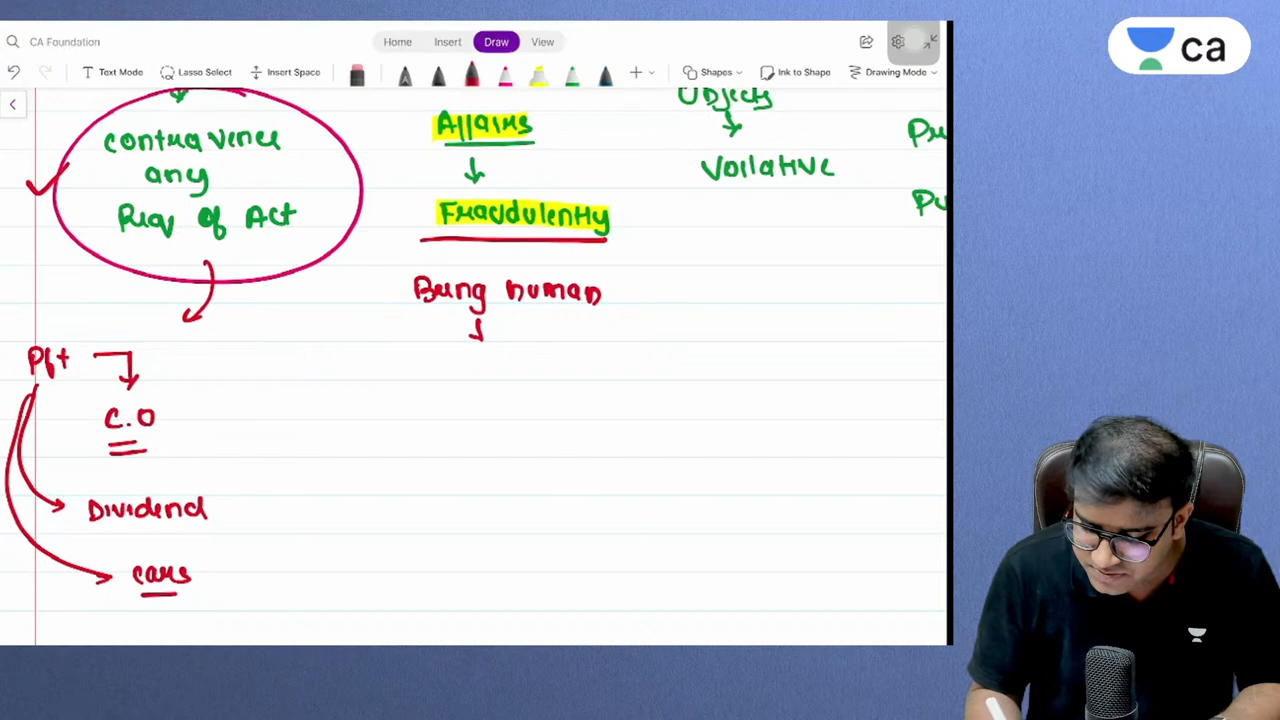 ca
CA Foundation
Home Insert Draw View
Text Mode Lasso Select Insert Space Shapes Ink to Shape Drawing Mode
Contravence
any
Req of Act
Affairs
Fraudulently
Objects
Voilative
Being human
Pft
C.O
Dividend
cars